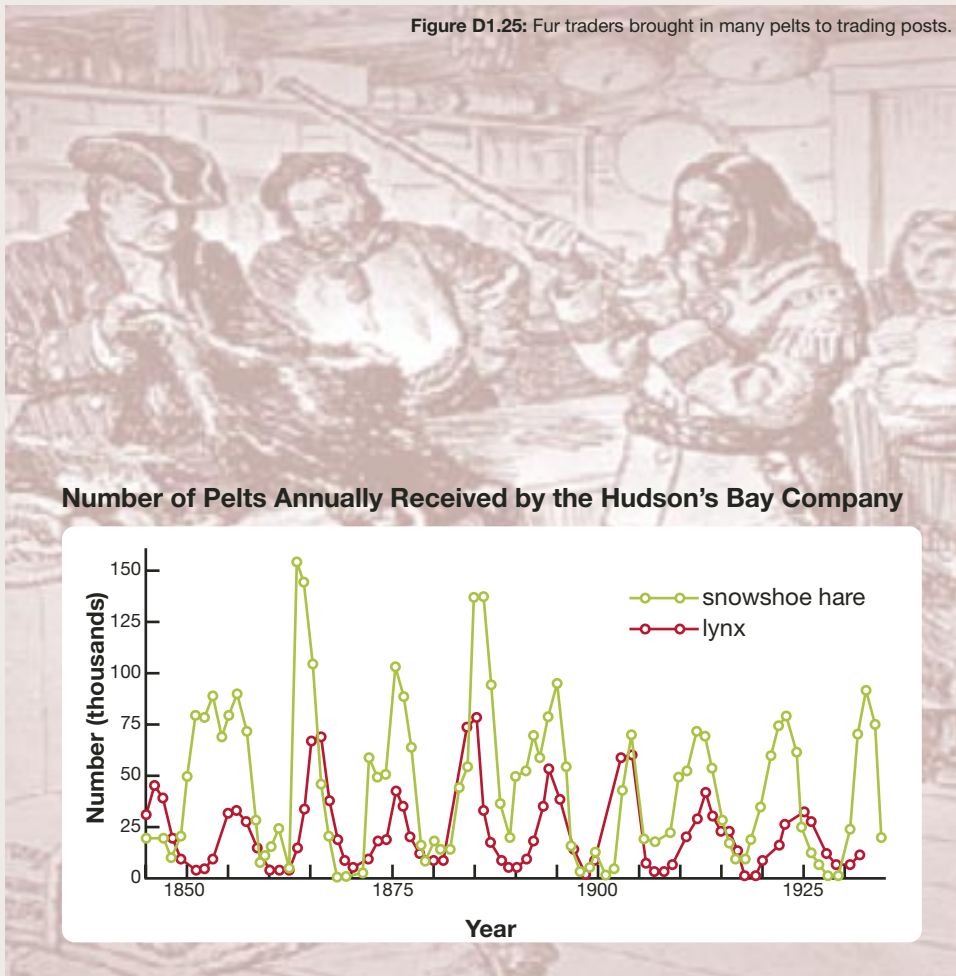 Figure D1.25: Fur traders brought in many pelts to trading posts.
Number of Pelts Annually Received by the Hudson's Bay Company
Number (thousands)
150
125
100
75
50
25
0
snowshoe hare
lynx
1850 1875 1900 1925
Year